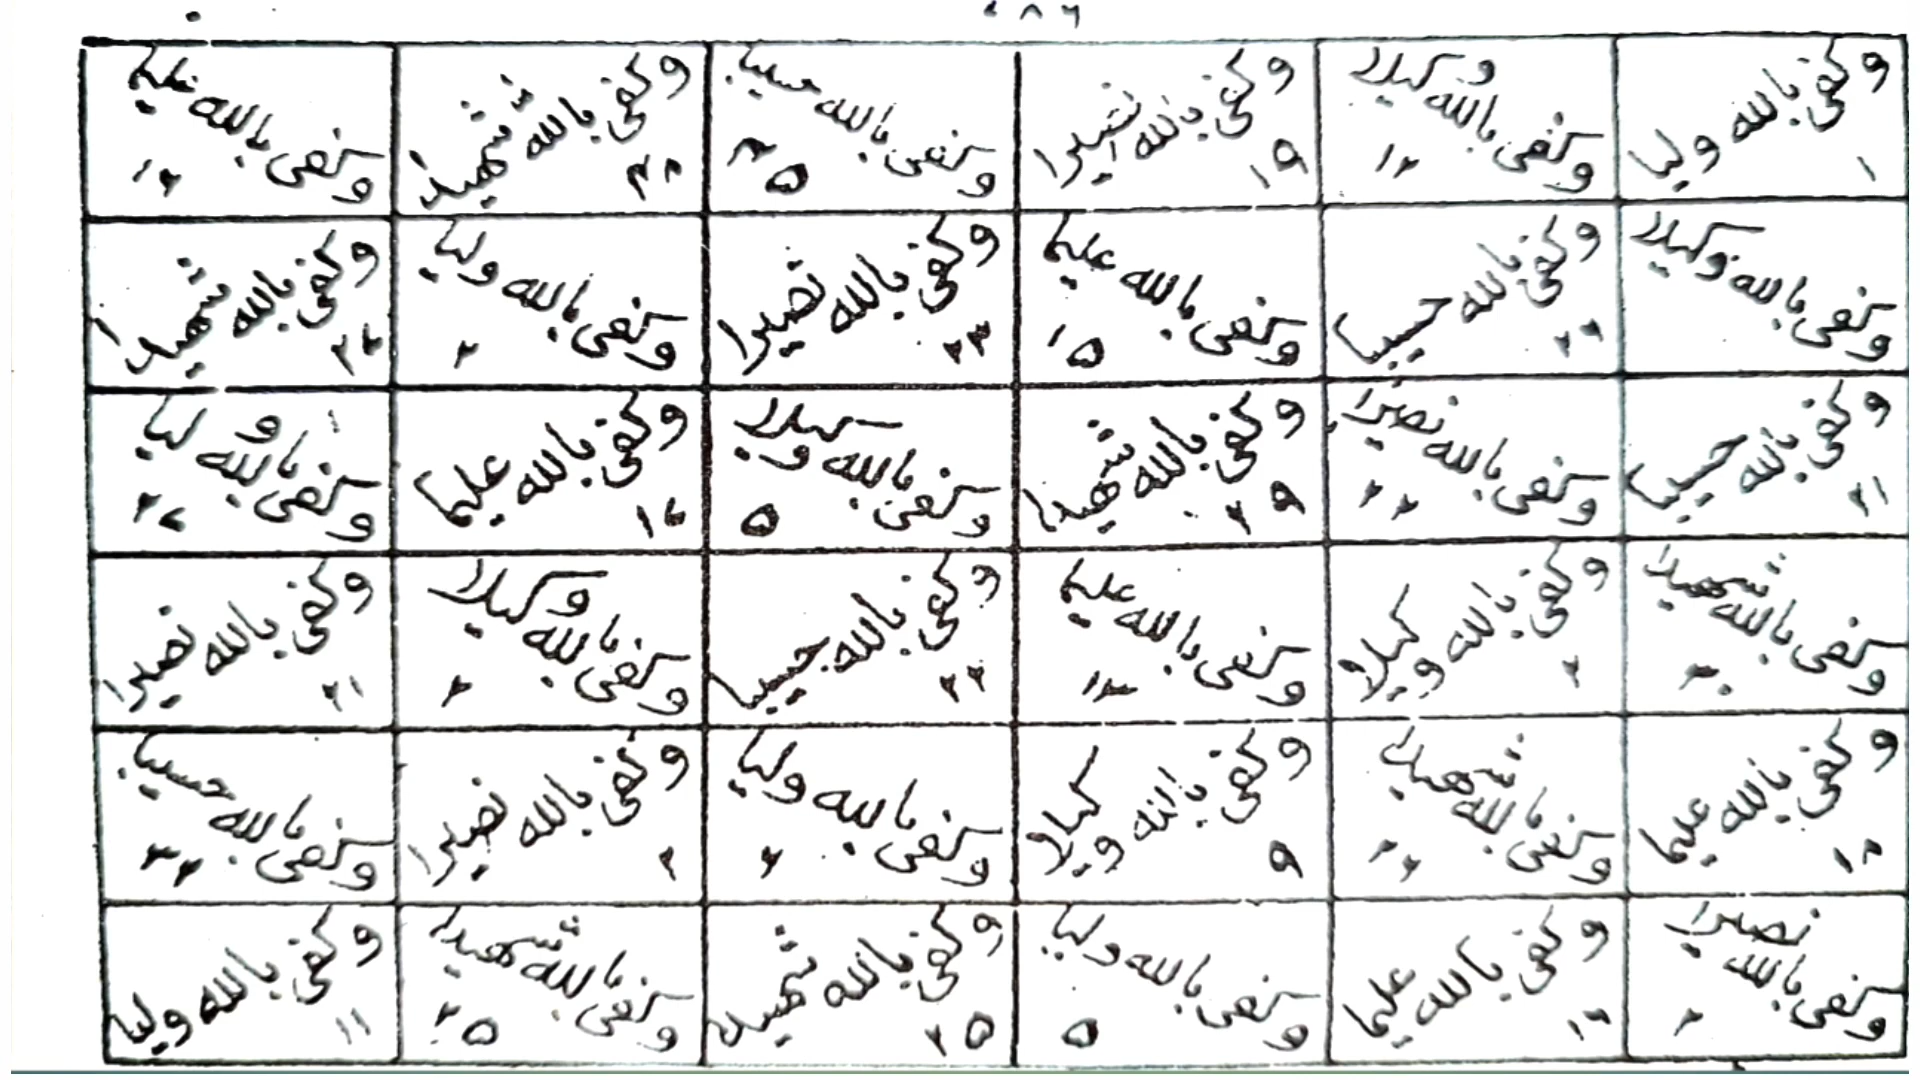 ٧٨٦
وكفى بالله وليا ١
وكفى بالله وكيلا ١٢
وكفى بالله نصيرا ١٩
وكفى بالله حسيبا ٣٥
وكفى بالله شهيدا ٣٨
وكفى بالله عليما ١٤
وكفى بالله وكيلا
وكفى بالله حسيبا ٢٦
وكفى بالله عليما ١٥
وكفى بالله نصيرا ٢٣
وكفى بالله وليا ٢
وكفى بالله شهيدا
وكفى بالله حسيبا ٣١
وكفى بالله نصيرا ٢٢
وكفى بالله شهيدا ٢٩
وكفى بالله وكيلا ٥
وكفى بالله عليما
وكفى بالله وليا
وكفى بالله شهيدا ٣٠
وكفى بالله وكيلا ٢
وكفى بالله عليما ١٣
وكفى بالله حسيبا ٢٢
وكفى بالله وكيلا ٢
وكفى بالله نصيرا ٢١
وكفى بالله عليما ١٨
وكفى بالله شهيدا
وكفى بالله وكيلا ٩
وكفى بالله وليا
وكفى بالله نصيرا ٢
وكفى بالله حسيبا
وكفى بالله نصيرا ٢
وكفى بالله عليما ١٦
وكفى بالله وليا ٥
وكفى بالله شهيدا ٢٥
وكفى بالله شهيدا ٢٥
وكفى بالله وليا ١١